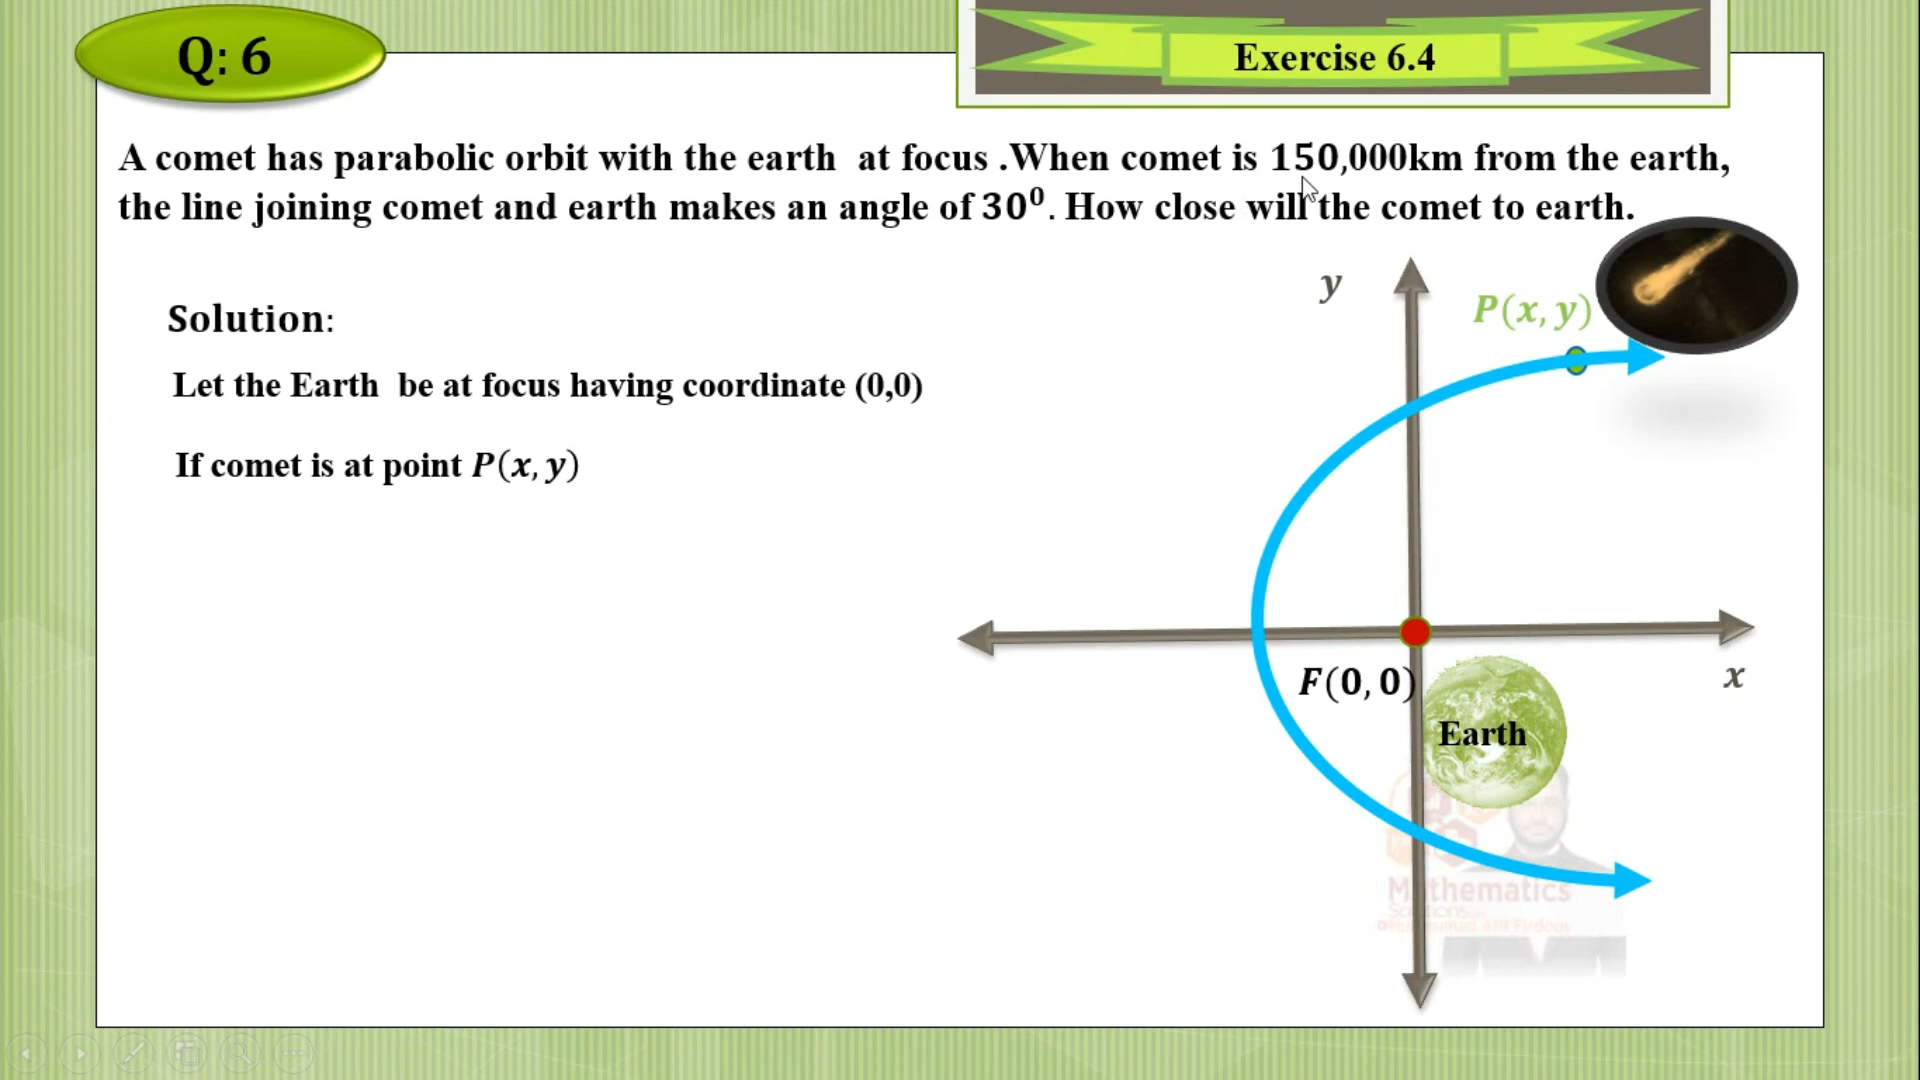 Q: 6
Exercise 6.4
A comet has parabolic orbit with the earth at focus .When comet is 150,000km from the earth,
the line joining comet and earth makes an angle of 30⁰. How close will the comet to earth.
Solution:
Let the Earth be at focus having coordinate (0,0)
If comet is at point P(x, y)
y
P(x, y)
F(0, 0)
x
Earth
Mathematics